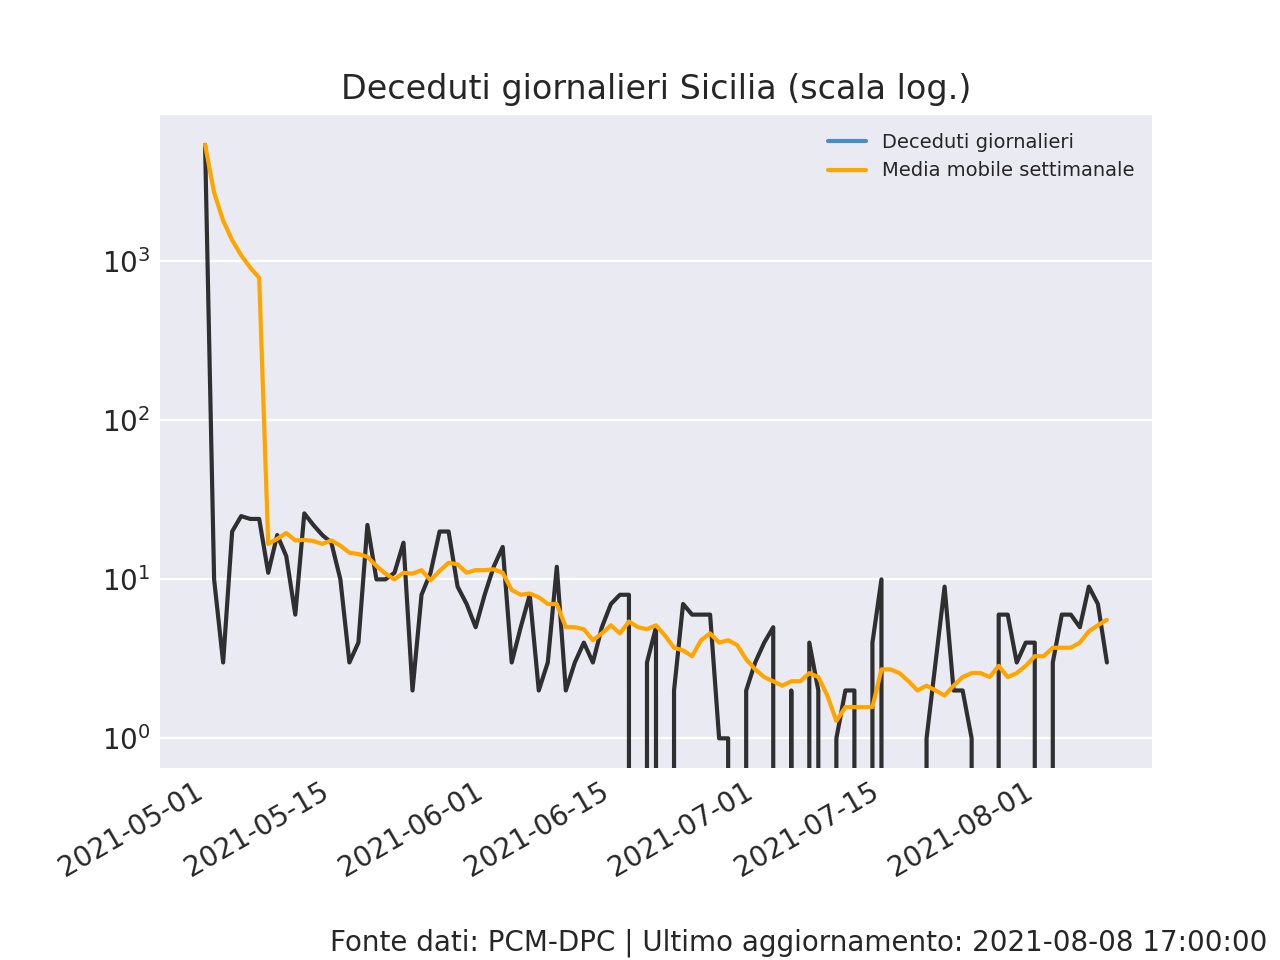 Deceduti giornalieri Sicilia (scala log.)
Deceduti giornalieri
Media mobile settimanale
10³
10²
10¹
10⁰
2021-05-01
2021-05-15
2021-06-01
2021-06-15
2021-07-01
2021-07-15
2021-08-01
Fonte dati: PCM-DPC | Ultimo aggiornamento: 2021-08-08 17:00:00